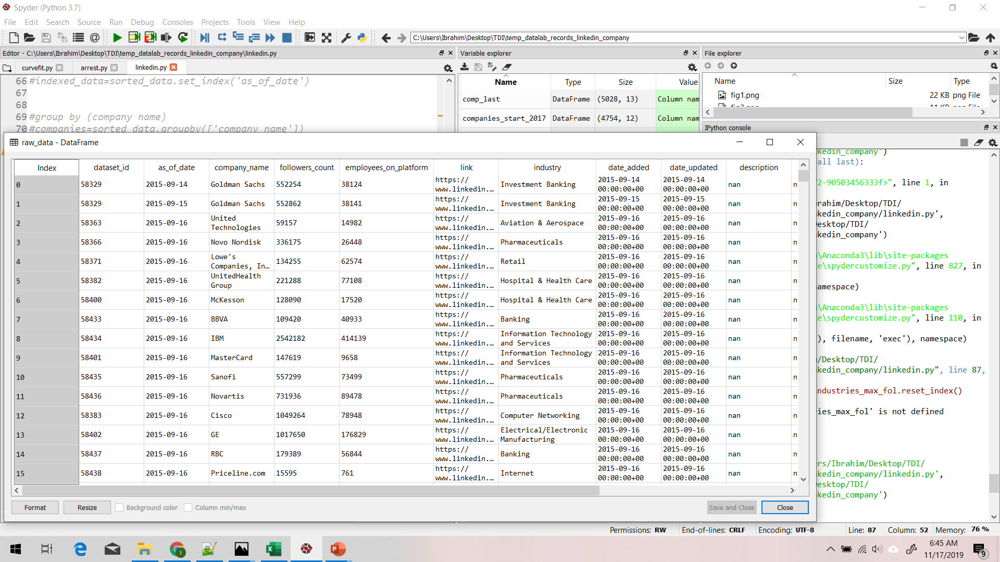 Spyder (Python 3.7)
File Edit Search Source Run Debug Consoles Projects Tools View Help
C:\Users\Ibrahim\Desktop\TDI\temp_datalab_records_linkedin_company
Editor - C:\Users\Ibrahim\Desktop\TDI\temp_datalab_records_linkedin_company\linkedin.py
curvefit.py arrest.py linkedin.py
66 #indexed_data=sorted_data.set_index('as_of_date')
67
68
69 #group by (company name)
70 #companies=sorted_data.groupby(['company_name'])
Variable explorer
Name Type Size Value
comp_last DataFrame (5028, 13) Column nam
companies_start_2017 DataFrame (4754, 12) Column nam
File explorer
Name Size Type
fig1.png 22 KB png File
IPython console
raw_data - DataFrame
Index dataset_id as_of_date company_name followers_count employees_on_platform link industry date_added date_updated description
0 58329 2015-09-14 Goldman Sachs 552254 38124 https://www.linkedin.… Investment Banking 2015-09-14 00:00:00+00 2015-09-14 00:00:00+00 nan n
1 58329 2015-09-15 Goldman Sachs 552862 38141 https://www.linkedin.… Investment Banking 2015-09-15 00:00:00+00 2015-09-15 00:00:00+00 nan n
2 58363 2015-09-16 United Technologies 59157 14982 https://www.linkedin.… Aviation & Aerospace 2015-09-16 00:00:00+00 2015-09-16 00:00:00+00 nan n
3 58366 2015-09-16 Novo Nordisk 336175 26448 https://www.linkedin.… Pharmaceuticals 2015-09-16 00:00:00+00 2015-09-16 00:00:00+00 nan n
4 58371 2015-09-16 Lowe's Companies, In… 134255 62574 https://www.linkedin.… Retail 2015-09-16 00:00:00+00 2015-09-16 00:00:00+00 nan n
5 58382 2015-09-16 UnitedHealth Group 221288 77108 https://www.linkedin.… Hospital & Health Care 2015-09-16 00:00:00+00 2015-09-16 00:00:00+00 nan n
6 58400 2015-09-16 McKesson 128090 17520 https://www.linkedin.… Hospital & Health Care 2015-09-16 00:00:00+00 2015-09-16 00:00:00+00 nan n
7 58433 2015-09-16 BBVA 109420 40933 https://www.linkedin.… Banking 2015-09-16 00:00:00+00 2015-09-16 00:00:00+00 nan n
8 58434 2015-09-16 IBM 2542182 414139 https://www.linkedin.… Information Technology and Services 2015-09-16 00:00:00+00 2015-09-16 00:00:00+00 nan n
9 58401 2015-09-16 MasterCard 147619 9658 https://www.linkedin.… Information Technology and Services 2015-09-16 00:00:00+00 2015-09-16 00:00:00+00 nan n
10 58435 2015-09-16 Sanofi 557299 73499 https://www.linkedin.… Pharmaceuticals 2015-09-16 00:00:00+00 2015-09-16 00:00:00+00 nan n
11 58436 2015-09-16 Novartis 731936 89478 https://www.linkedin.… Pharmaceuticals 2015-09-16 00:00:00+00 2015-09-16 00:00:00+00 nan n
12 58383 2015-09-16 Cisco 1049264 78948 https://www.linkedin.… Computer Networking 2015-09-16 00:00:00+00 2015-09-16 00:00:00+00 nan n
13 58402 2015-09-16 GE 1017650 176829 https://www.linkedin.… Electrical/Electronic Manufacturing 2015-09-16 00:00:00+00 2015-09-16 00:00:00+00 nan n
14 58437 2015-09-16 RBC 179389 56844 https://www.linkedin.… Banking 2015-09-16 00:00:00+00 2015-09-16 00:00:00+00 nan n
15 58438 2015-09-16 Priceline.com 15595 761 https://www.linkedin.… Internet 2015-09-16 00:00:00+00 2015-09-16 00:00:00+00 nan n
Format Resize Background color Column min/max Save and Close Close
kedin_company')
all last):
2-90503456333f>", line 1, in
brahim/Desktop/TDI/
kedin_company/linkedin.py',
esktop/TDI/
kedin_company')
\Anaconda3\lib\site-packages
e\spydercustomize.py", line 827, in
amespace)
\Anaconda3\lib\site-packages
e\spydercustomize.py", line 110, in
), filename, 'exec'), namespace)
/Desktop/TDI/
kedin_company/linkedin.py", line 87,
industries_max_fol.reset_index()
ries_max_fol' is not defined
ers/Ibrahim/Desktop/TDI/
kedin_company/linkedin.py',
esktop/TDI/
kedin_company')
Permissions: RW End-of-lines: CRLF Encoding: UTF-8 Line: 87 Column: 52 Memory: 76 %
6:45 AM
11/17/2019
9